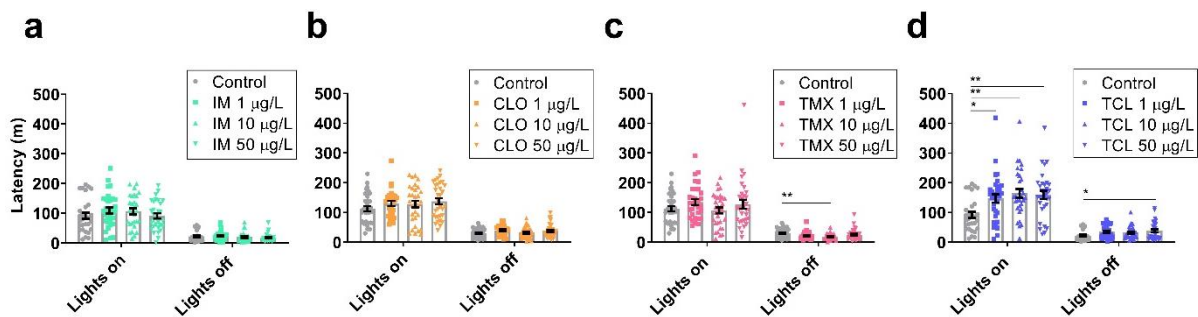 a
Control
IM 1 μg/L
IM 10 μg/L
IM 50 μg/L
Latency (m)
500
400
300
200
100
0
Lights on
Lights off
b
Control
CLO 1 μg/L
CLO 10 μg/L
CLO 50 μg/L
500
400
300
200
100
0
Lights on
Lights off
c
Control
TMX 1 μg/L
TMX 10 μg/L
TMX 50 μg/L
500
400
300
200
100
0
**
Lights on
Lights off
d
Control
TCL 1 μg/L
TCL 10 μg/L
TCL 50 μg/L
500
400
300
200
100
0
**
**
*
*
Lights on
Lights off